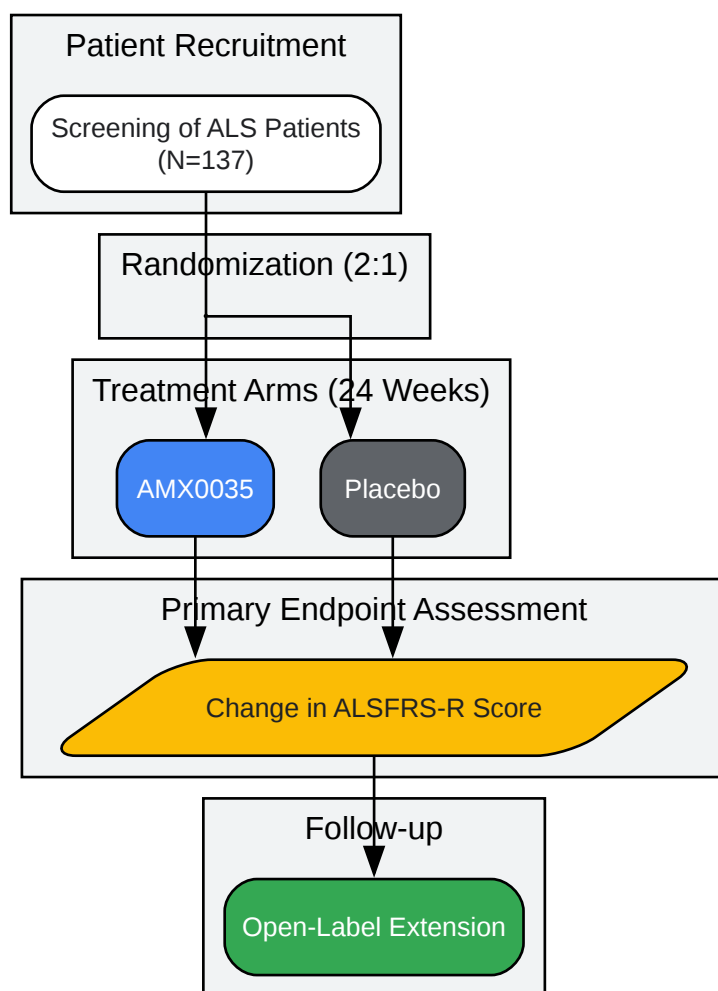 Patient Recruitment
Screening of ALS Patients
(N=137)
Randomization (2:1)
Treatment Arms (24 Weeks)
AMX0035
Placebo
Primary Endpoint Assessment
Change in ALSFRS-R Score
Follow-up
Open-Label Extension